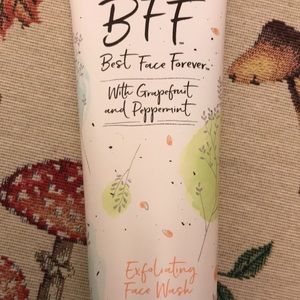 BFF
Best Face Forever
With Grapefruit
and Peppermint
Exfoliating
Face Wash